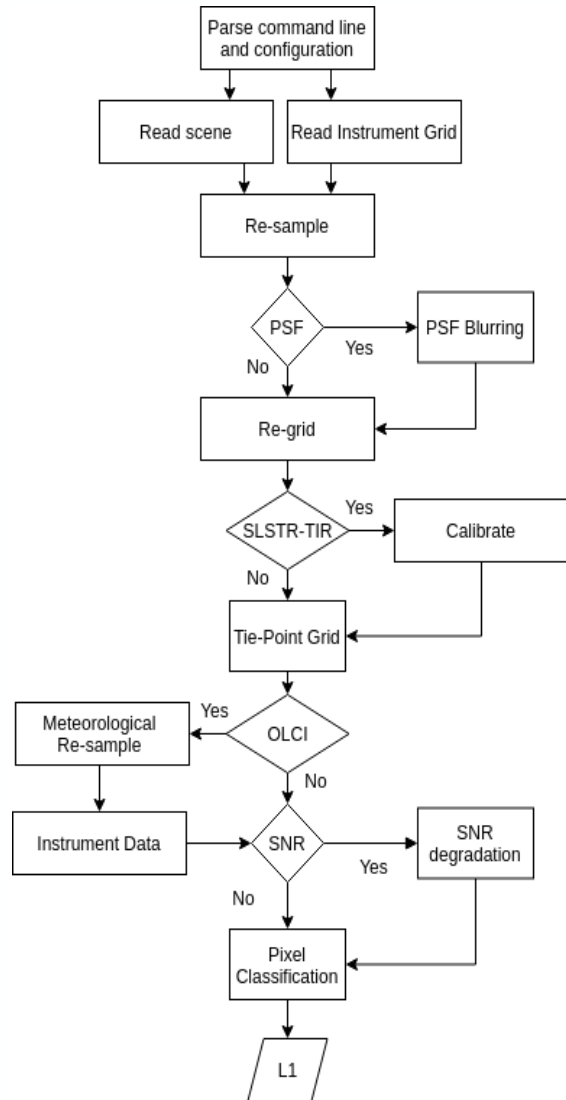 Parse command line
and configuration
Read scene
Read Instrument Grid
Re-sample
PSF
Yes
PSF Blurring
No
Re-grid
SLSTR-TIR
Yes
Calibrate
No
Tie-Point Grid
OLCI
Yes
Meteorological
Re-sample
No
Instrument Data
SNR
Yes
SNR
degradation
No
Pixel
Classification
L1